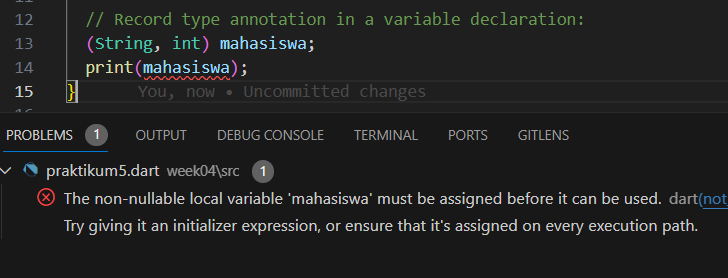 12 // Record type annotation in a variable declaration:
13 (String, int) mahasiswa;
14 print(mahasiswa);
15 } You, now • Uncommitted changes
PROBLEMS 1 OUTPUT DEBUG CONSOLE TERMINAL PORTS GITLENS
praktikum5.dart week04\src 1
The non-nullable local variable 'mahasiswa' must be assigned before it can be used. dart(not
Try giving it an initializer expression, or ensure that it's assigned on every execution path.